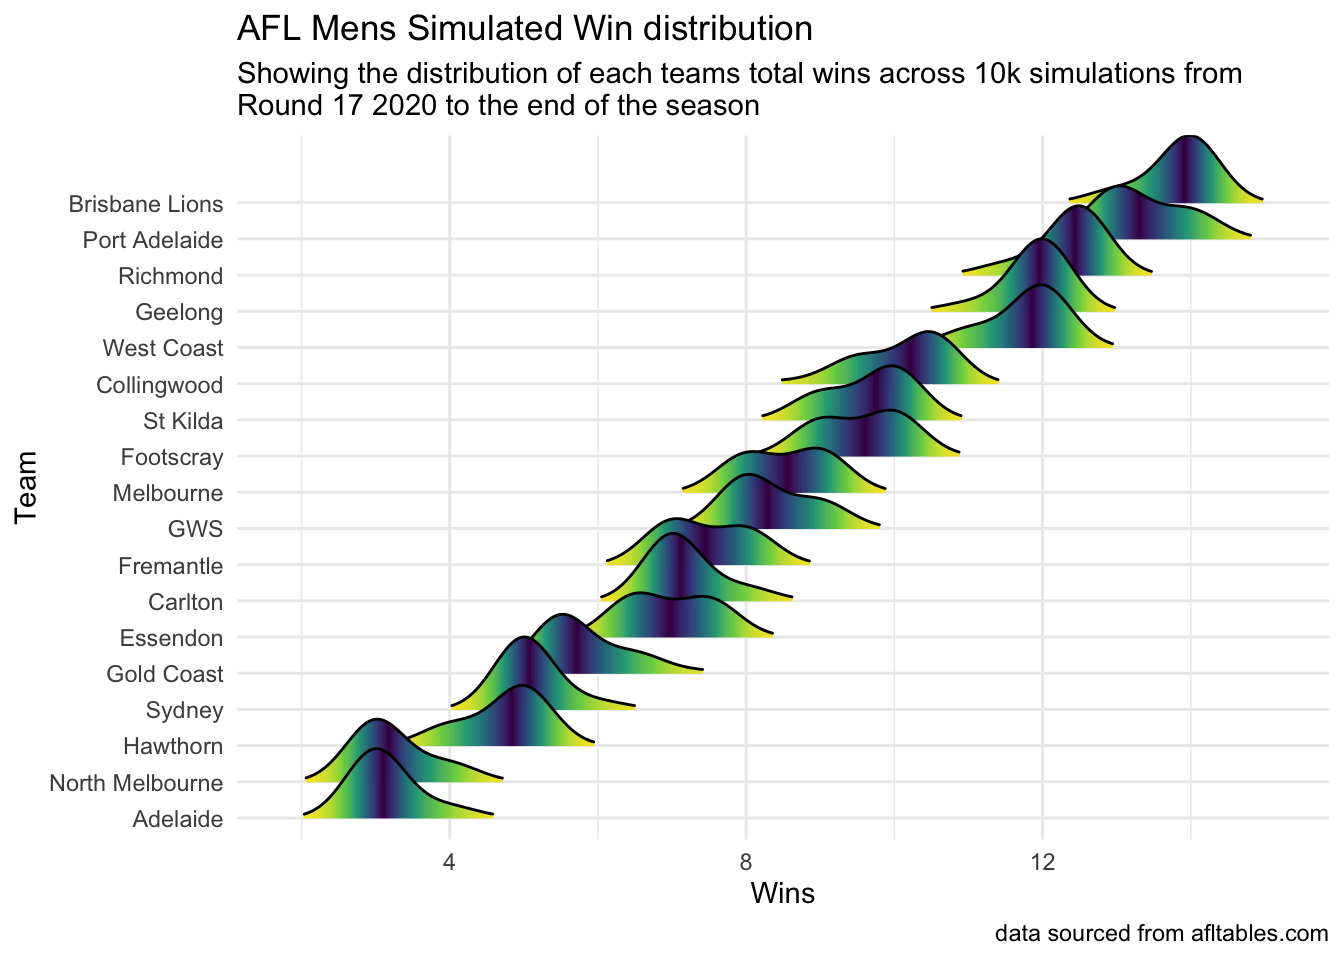 AFL Mens Simulated Win distribution
Showing the distribution of each teams total wins across 10k simulations from
Round 17 2020 to the end of the season
Team
Brisbane Lions
Port Adelaide
Richmond
Geelong
West Coast
Collingwood
St Kilda
Footscray
Melbourne
GWS
Fremantle
Carlton
Essendon
Gold Coast
Sydney
Hawthorn
North Melbourne
Adelaide
4 8 12
Wins
data sourced from afltables.com